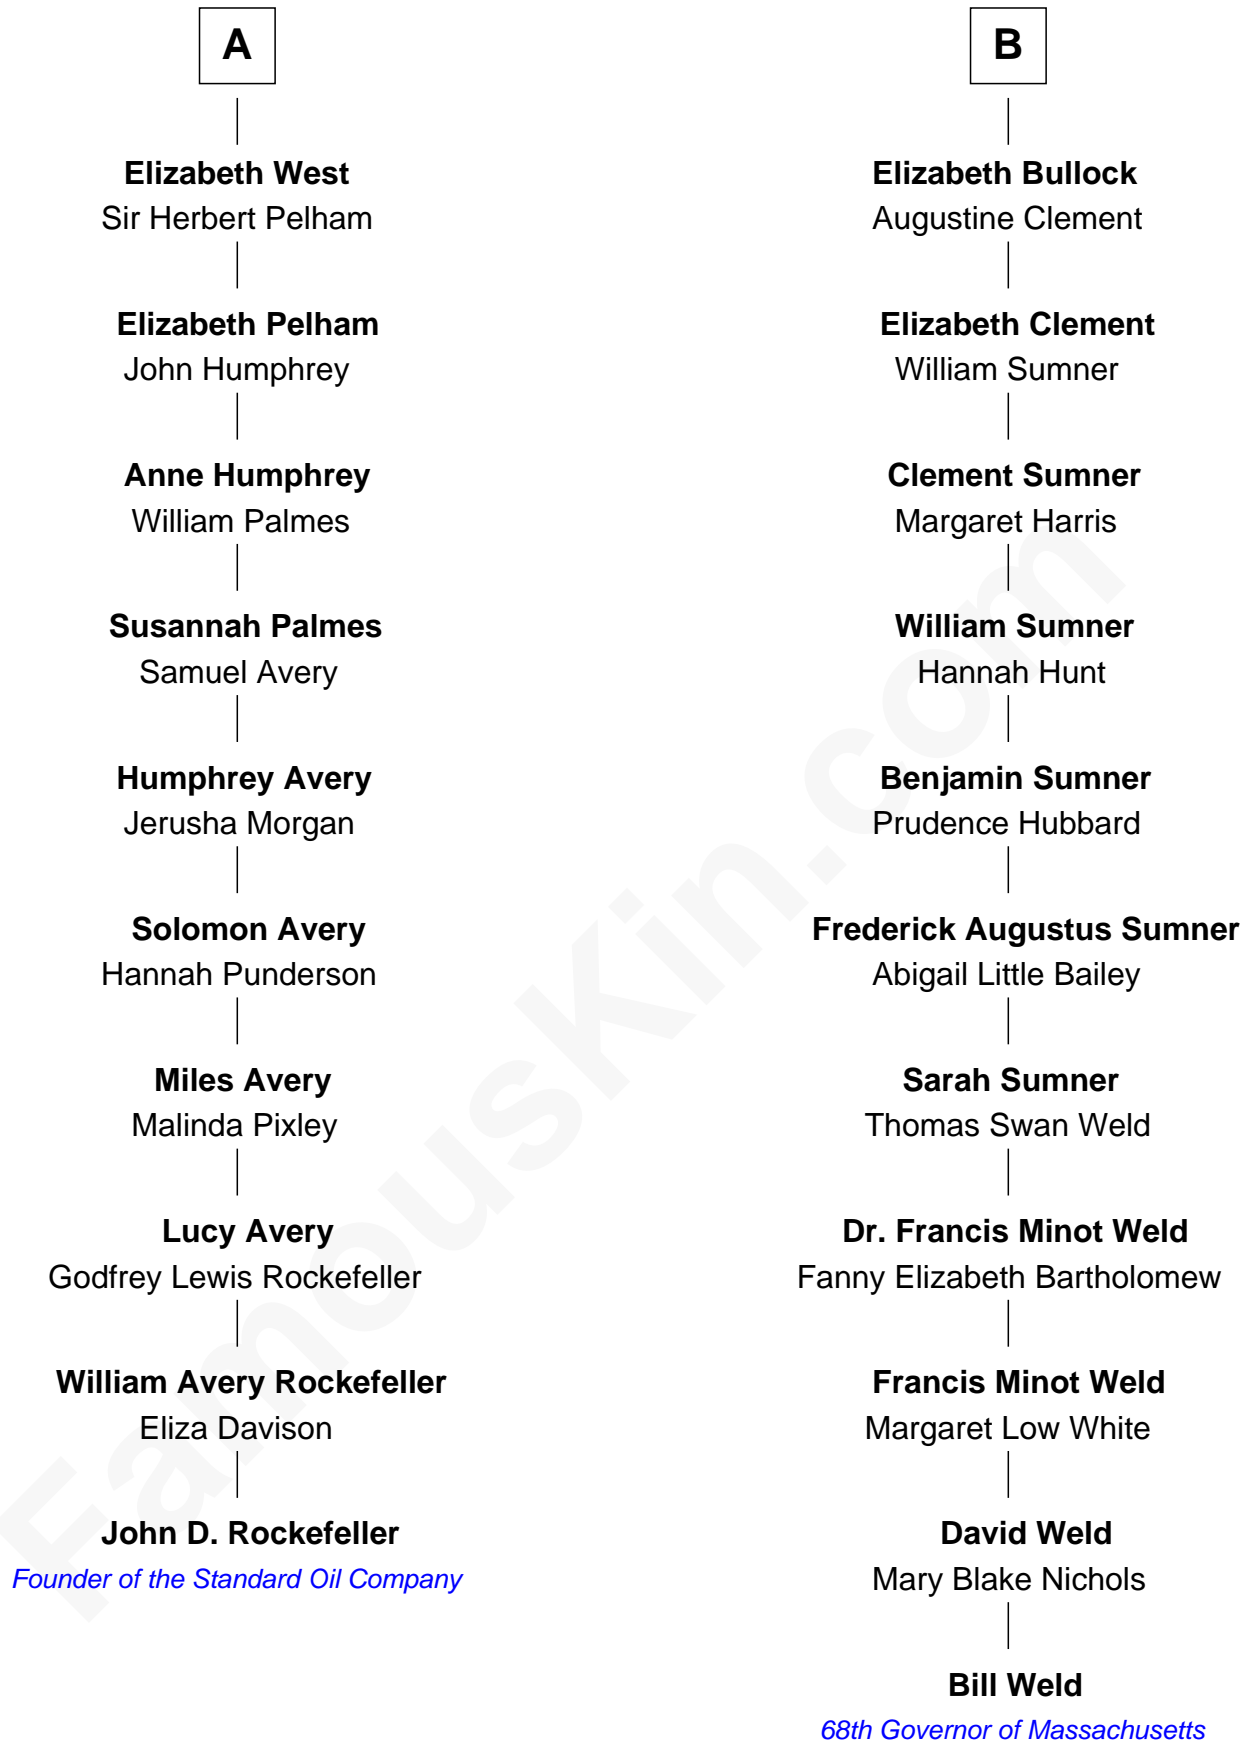 A
Elizabeth West
Sir Herbert Pelham
Elizabeth Pelham
John Humphrey
Anne Humphrey
William Palmes
Susannah Palmes
Samuel Avery
Humphrey Avery
Jerusha Morgan
Solomon Avery
Hannah Punderson
Miles Avery
Malinda Pixley
Lucy Avery
Godfrey Lewis Rockefeller
William Avery Rockefeller
Eliza Davison
John D. Rockefeller
Founder of the Standard Oil Company
B
Elizabeth Bullock
Augustine Clement
Elizabeth Clement
William Sumner
Clement Sumner
Margaret Harris
William Sumner
Hannah Hunt
Benjamin Sumner
Prudence Hubbard
Frederick Augustus Sumner
Abigail Little Bailey
Sarah Sumner
Thomas Swan Weld
Dr. Francis Minot Weld
Fanny Elizabeth Bartholomew
Francis Minot Weld
Margaret Low White
David Weld
Mary Blake Nichols
Bill Weld
68th Governor of Massachusetts
FamousKin.com